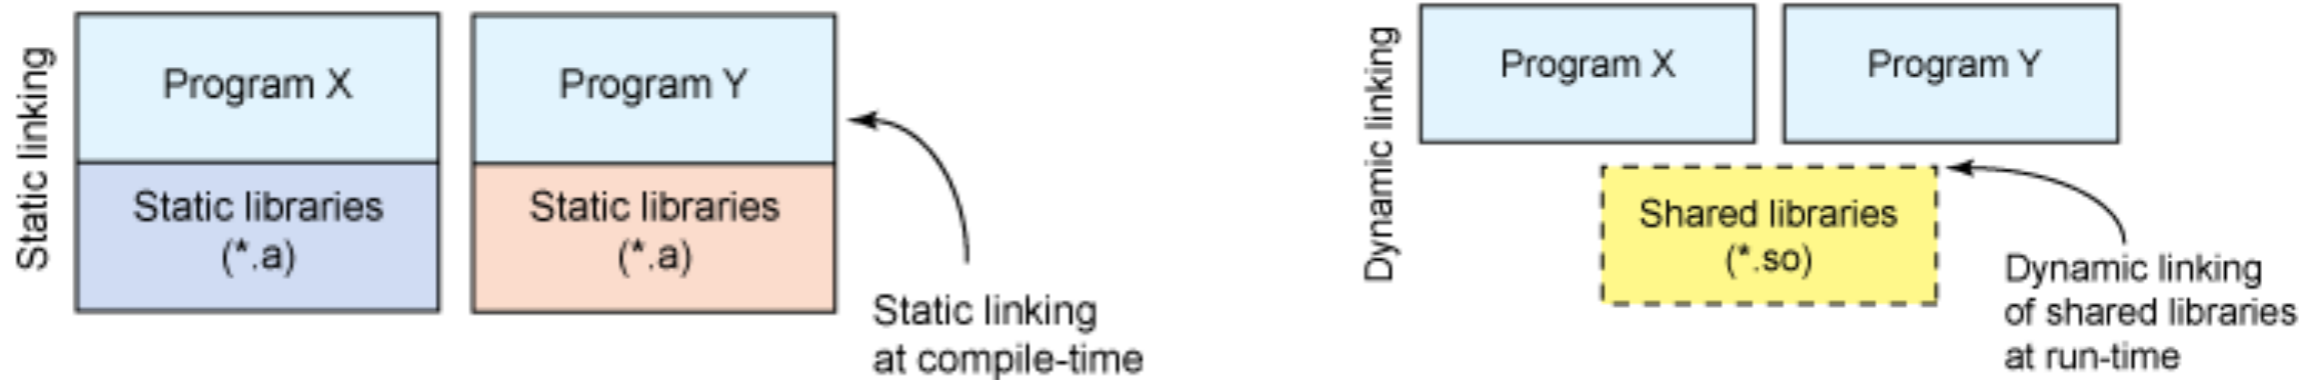 Static linking
Program X
Static libraries
(*.a)
Program Y
Static libraries
(*.a)
Static linking
at compile-time
Dynamic linking
Program X
Program Y
Shared libraries
(*.so)
Dynamic linking
of shared libraries
at run-time